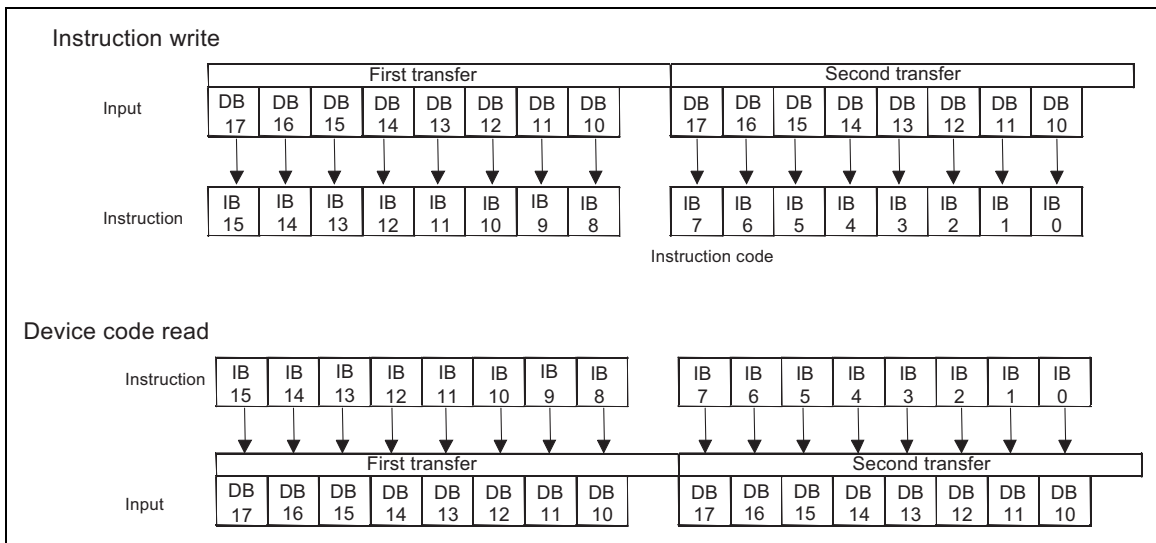 Instruction write
First transfer Second transfer
Input DB DB DB DB DB DB DB DB DB DB DB DB DB DB DB DB
17 16 15 14 13 12 11 10 17 16 15 14 13 12 11 10
Instruction IB IB IB IB IB IB IB IB IB IB IB IB IB IB IB IB
15 14 13 12 11 10 9 8 7 6 5 4 3 2 1 0
Instruction code
Device code read
Instruction IB IB IB IB IB IB IB IB IB IB IB IB IB IB IB IB
15 14 13 12 11 10 9 8 7 6 5 4 3 2 1 0
First transfer Second transfer
Input DB DB DB DB DB DB DB DB DB DB DB DB DB DB DB DB
17 16 15 14 13 12 11 10 17 16 15 14 13 12 11 10